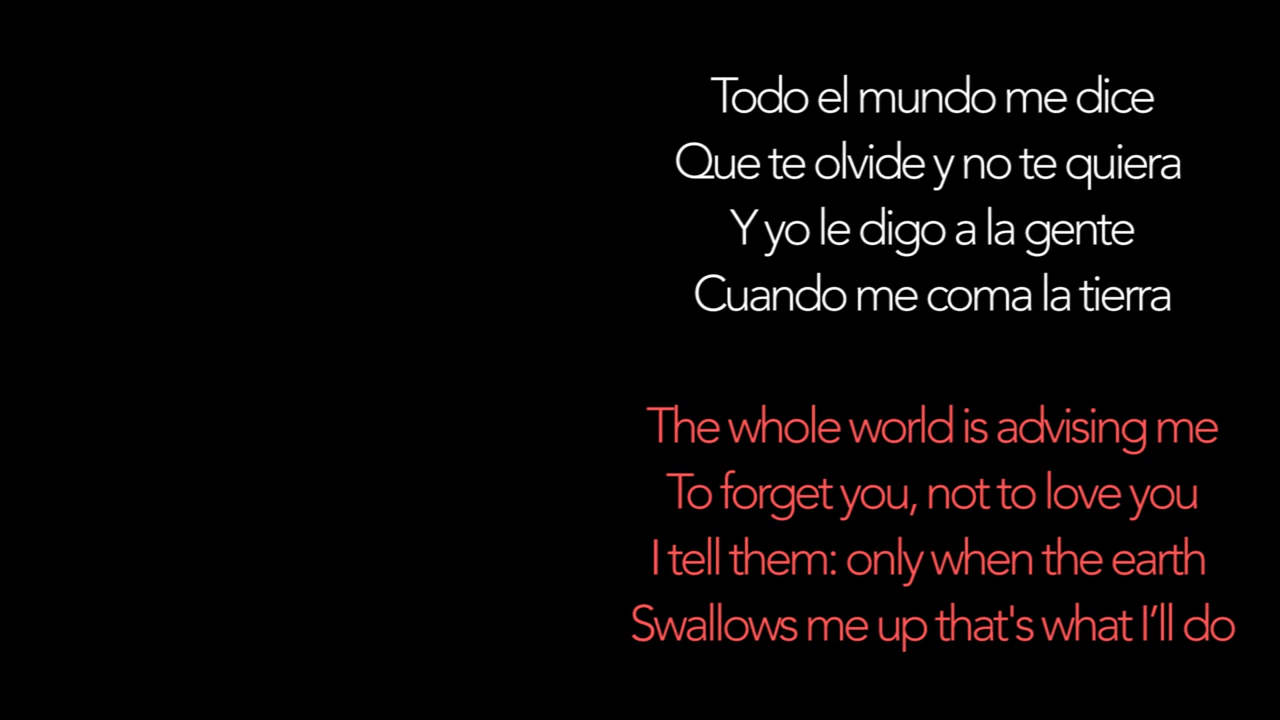 Todo el mundo me dice
Que te olvide y no te quiera
Y yo le digo a la gente
Cuando me coma la tierra
The whole world is advising me
To forget you, not to love you
I tell them: only when the earth
Swallows me up that's what I’ll do